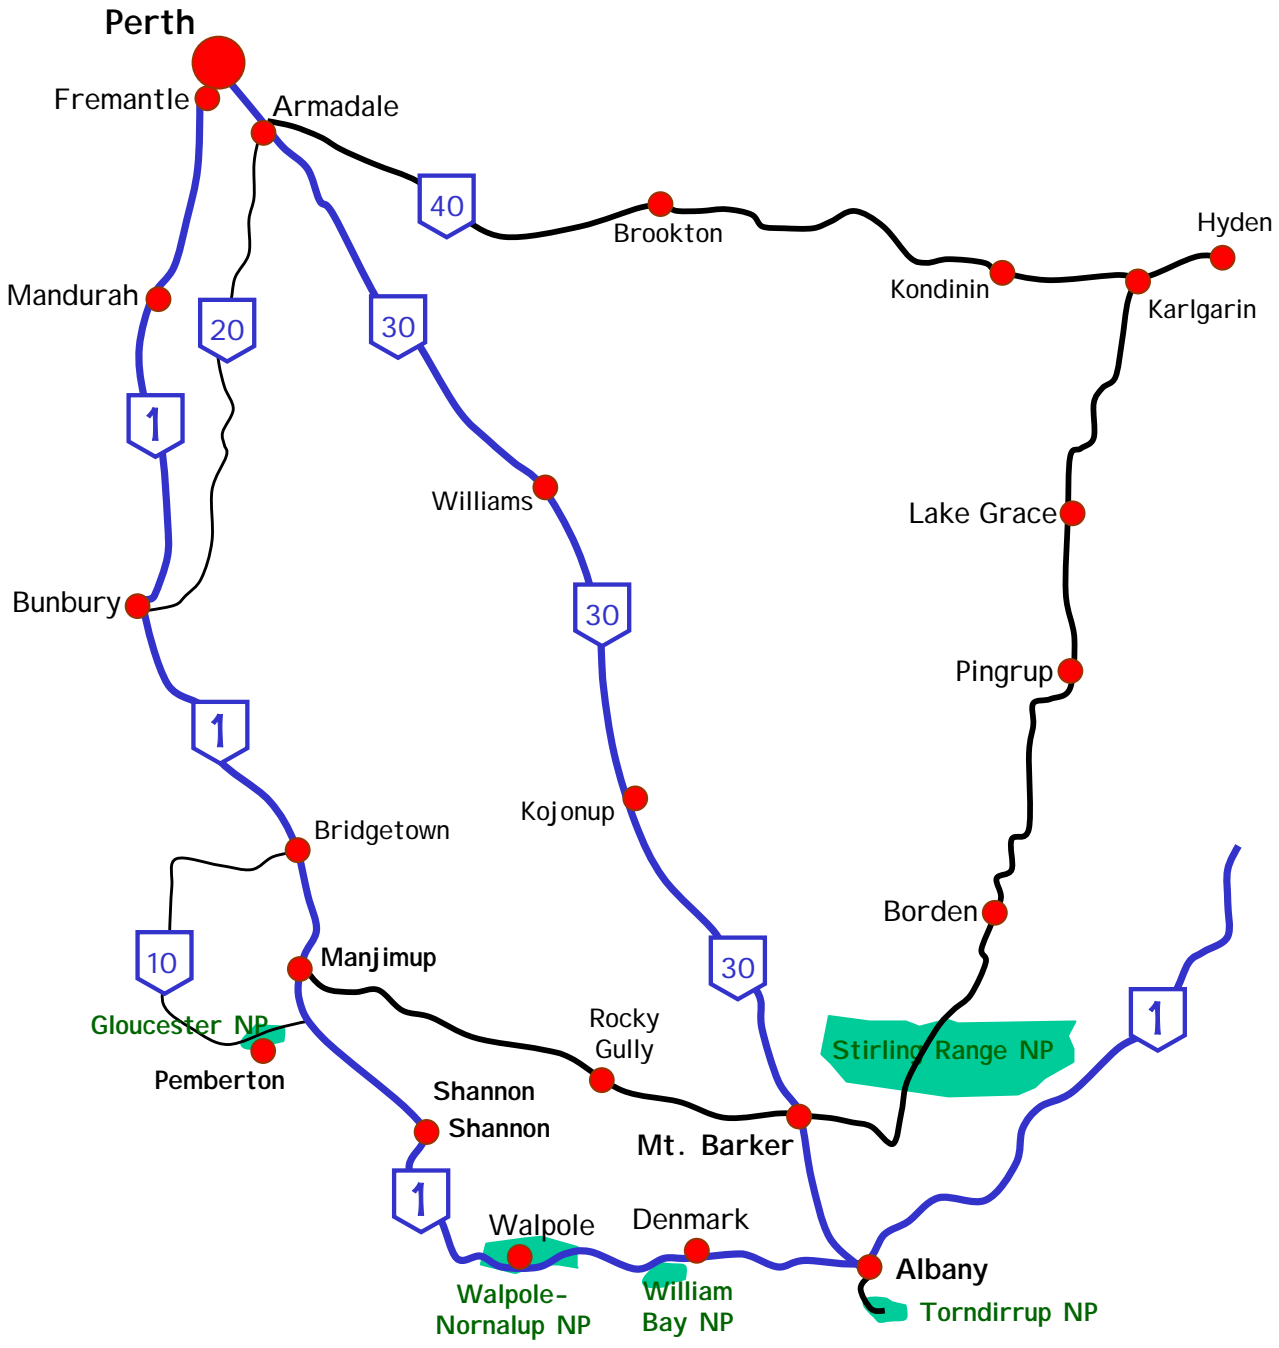 Perth
Fremantle
Armadale
40
Brookton
Hyden
Kondinin
Karlgarin
Mandurah
20
30
1
Williams
Lake Grace
Bunbury
30
Pingrup
1
Kojonup
Bridgetown
Borden
10
Manjimup
30
Gloucester NP
Rocky
Gully
1
Stirling Range NP
Pemberton
Shannon
Shannon
Mt. Barker
1
Walpole
Denmark
Albany
Walpole-
Nornalup NP
William
Bay NP
Torndirrup NP